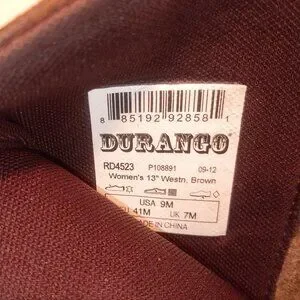 8 85192 92858 1
DURANGO
RD4523 P108891 09-12
Women's 13" Westn. Brown
USA 9M
41M UK 7M
DE IN CHINA